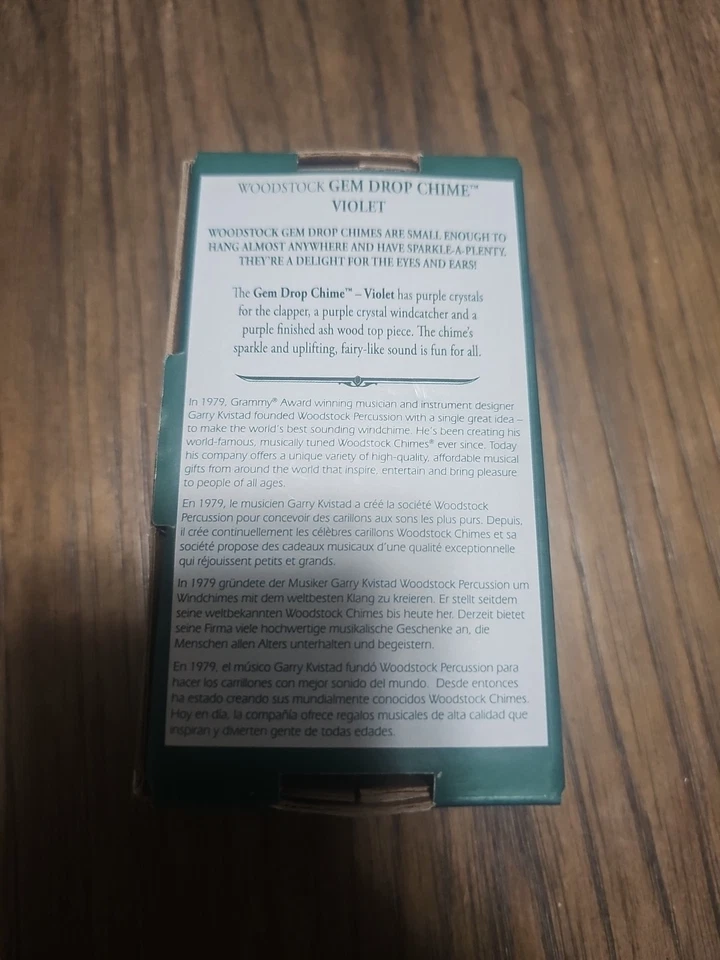 WOODSTOCK GEM DROP CHIME™
VIOLET
WOODSTOCK GEM DROP CHIMES ARE SMALL ENOUGH TO
HANG ALMOST ANYWHERE AND HAVE SPARKLE-A-PLENTY.
THEY'RE A DELIGHT FOR THE EYES AND EARS!
The Gem Drop Chime™ – Violet has purple crystals
for the clapper, a purple crystal windcatcher and a
purple finished ash wood top piece. The chime's
sparkle and uplifting, fairy-like sound is fun for all.
In 1979, Grammy® Award winning musician and instrument designer
Garry Kvistad founded Woodstock Percussion with a single great idea –
to make the world's best sounding windchime. He's been creating his
world-famous, musically tuned Woodstock Chimes® ever since. Today
his company offers a unique variety of high-quality, affordable musical
gifts from around the world that inspire, entertain and bring pleasure
to people of all ages.
En 1979, le musicien Garry Kvistad a créé la société Woodstock
Percussion pour concevoir des carillons aux sons les plus purs. Depuis,
il crée continuellement les célèbres carillons Woodstock Chimes et sa
société propose des cadeaux musicaux d'une qualité exceptionnelle
qui réjouissent petits et grands.
In 1979 gründete der Musiker Garry Kvistad Woodstock Percussion um
Windchimes mit dem weltbesten Klang zu kreieren. Er stellt seitdem
seine weltbekannten Woodstock Chimes bis heute her. Derzeit bietet
seine Firma viele hochwertige musikalische Geschenke an, die
Menschen allen Alters unterhalten und begeistern.
En 1979, el músico Garry Kvistad fundó Woodstock Percussion para
hacer los carrillones con mejor sonido del mundo. Desde entonces
ha estado creando sus mundialmente conocidos Woodstock Chimes.
Hoy en día, la compañía ofrece regalos musicales de alta calidad que
inspiran y divierten gente de todas edades.